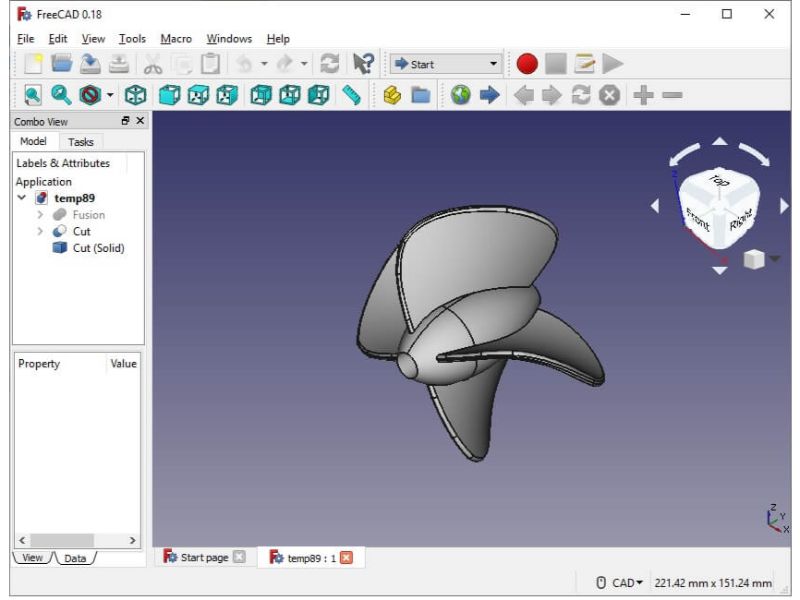 FreeCAD 0.18
File Edit View Tools Macro Windows Help
Start
Combo View
Model Tasks
Labels & Attributes
Application
temp89
Fusion
Cut
Cut (Solid)
Property Value
View Data
Start page temp89 : 1
CAD 221.42 mm x 151.24 mm
Top
Front Right
Z
X
Z
Y
X